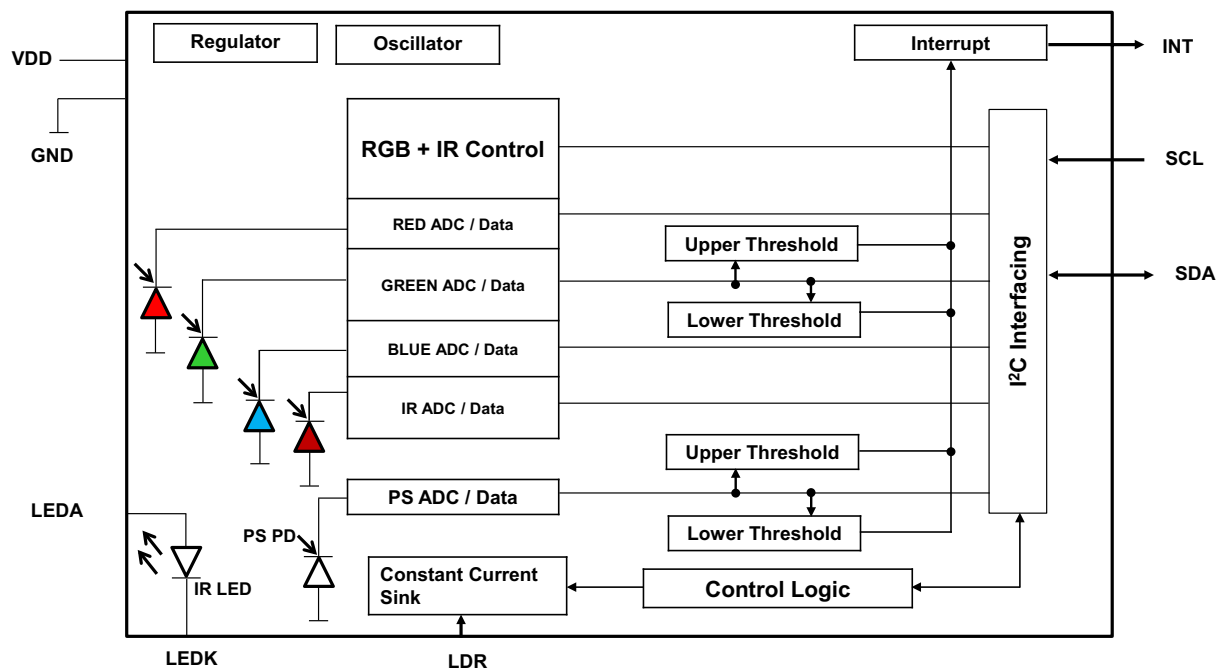 Regulator
Oscillator
Interrupt
VDD
INT
GND
RGB + IR Control
SCL
RED ADC / Data
Upper Threshold
GREEN ADC / Data
SDA
Lower Threshold
BLUE ADC / Data
I²C Interfacing
IR ADC / Data
Upper Threshold
PS ADC / Data
LEDA
PS PD
Lower Threshold
IR LED
Constant Current
Sink
Control Logic
LEDK
LDR